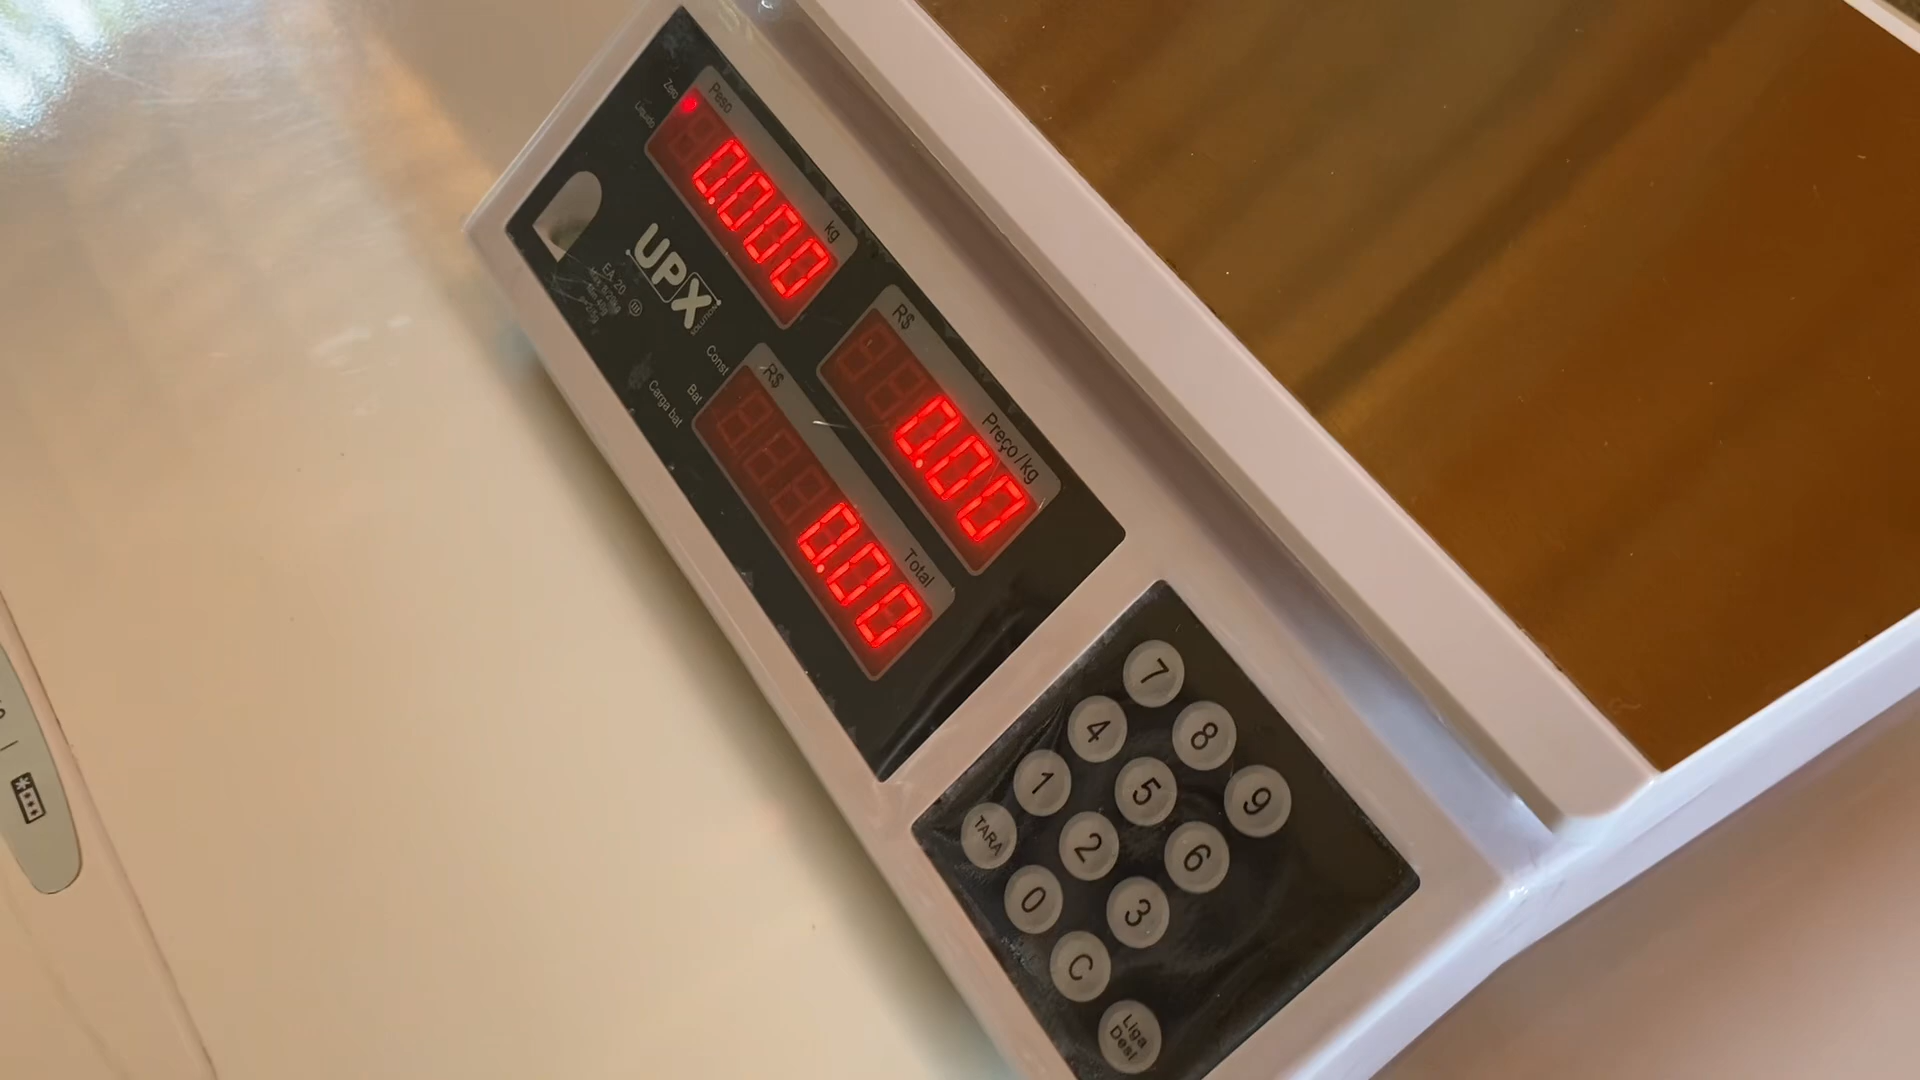 Peso
Zero
Líquido
0.000
kg
UPX
SOLUTION
EA. 20
R$
Preço/kg
0.00
Const
Bat
Carga bat
R$
Total
0.00
7 8 9
4 5 6
1 2 3
TARA 0 C
Liga
Desl